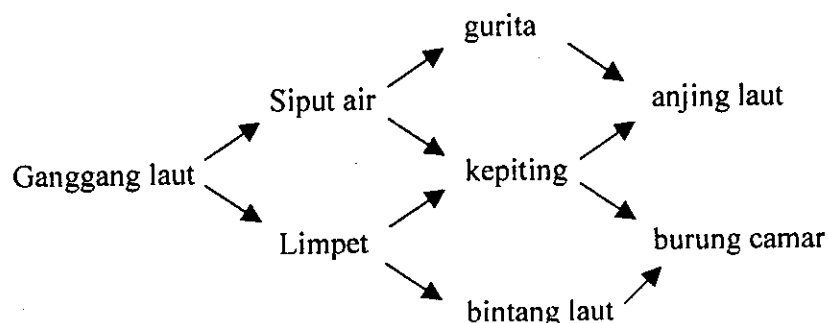 gurita
Siput air
anjing laut
Ganggang laut
kepiting
Limpet
burung camar
bintang laut